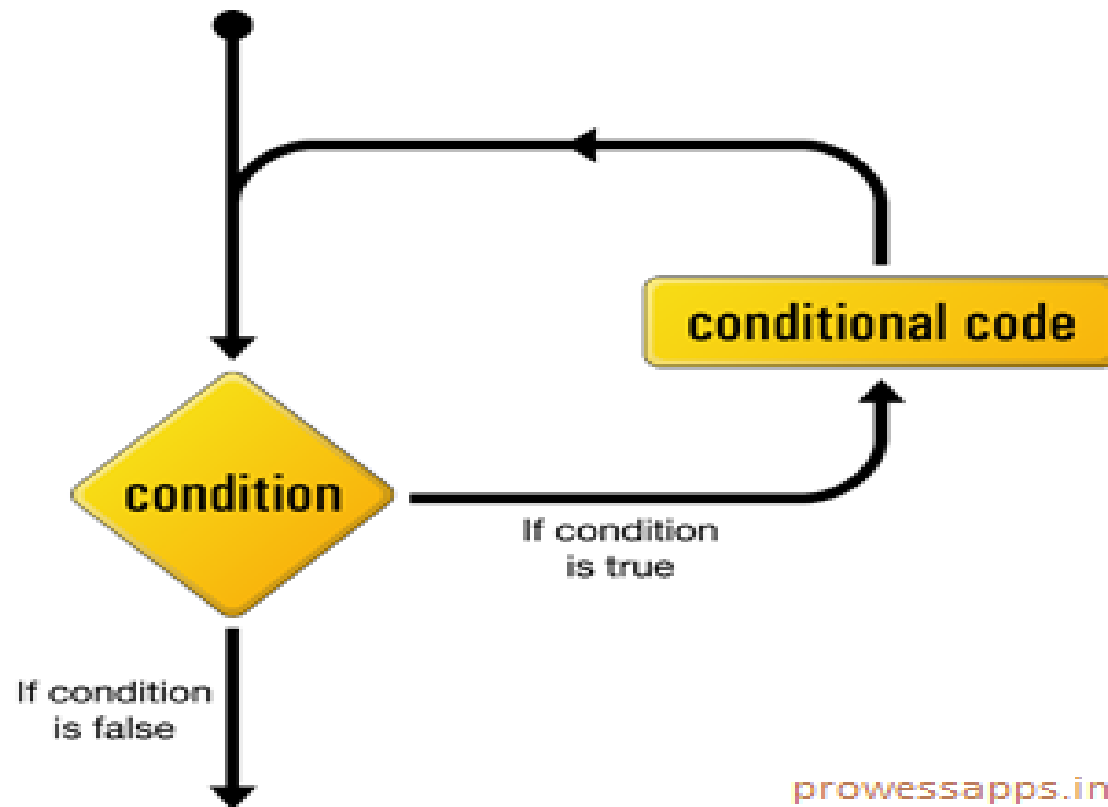 conditional code
condition
If condition
is true
If condition
is false
prowessapps.in